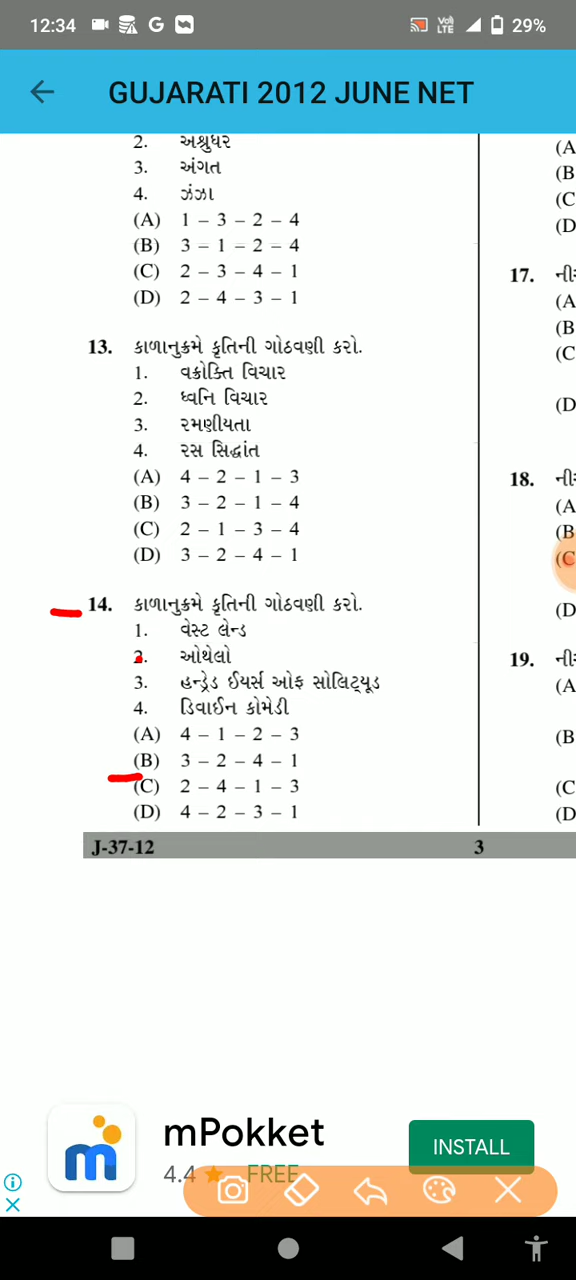 12:34 G Vo) LTE 29%
GUJARATI 2012 JUNE NET
2. અશ્રુધર
3. અંગત
4. ઝંઝા
(A) 1 – 3 – 2 – 4
(B) 3 – 1 – 2 – 4
(C) 2 – 3 – 4 – 1
(D) 2 – 4 – 3 – 1
13. કાળાનુક્રમે કૃતિની ગોઠવણી કરો.
1. વક્રોક્તિ વિચાર
2. ધ્વનિ વિચાર
3. રમણીયતા
4. રસ સિદ્ધાંત
(A) 4 – 2 – 1 – 3
(B) 3 – 2 – 1 – 4
(C) 2 – 1 – 3 – 4
(D) 3 – 2 – 4 – 1
14. કાળાનુક્રમે કૃતિની ગોઠવણી કરો.
1. વેસ્ટ લેન્ડ
2. ઓથેલો
3. હન્ડ્રેડ ઈયર્સ ઓફ સોલિટ્યૂડ
4. ડિવાઈન કોમેડી
(A) 4 – 1 – 2 – 3
(B) 3 – 2 – 4 – 1
(C) 2 – 4 – 1 – 3
(D) 4 – 2 – 3 – 1
(A
(B
(C
(D
17.
(A
(B
(C
(D
18.
(A
(B
(C
(D
19.
(A
(B
(C
(D
J-37-12 3
mPokket
4.4 FREE
INSTALL